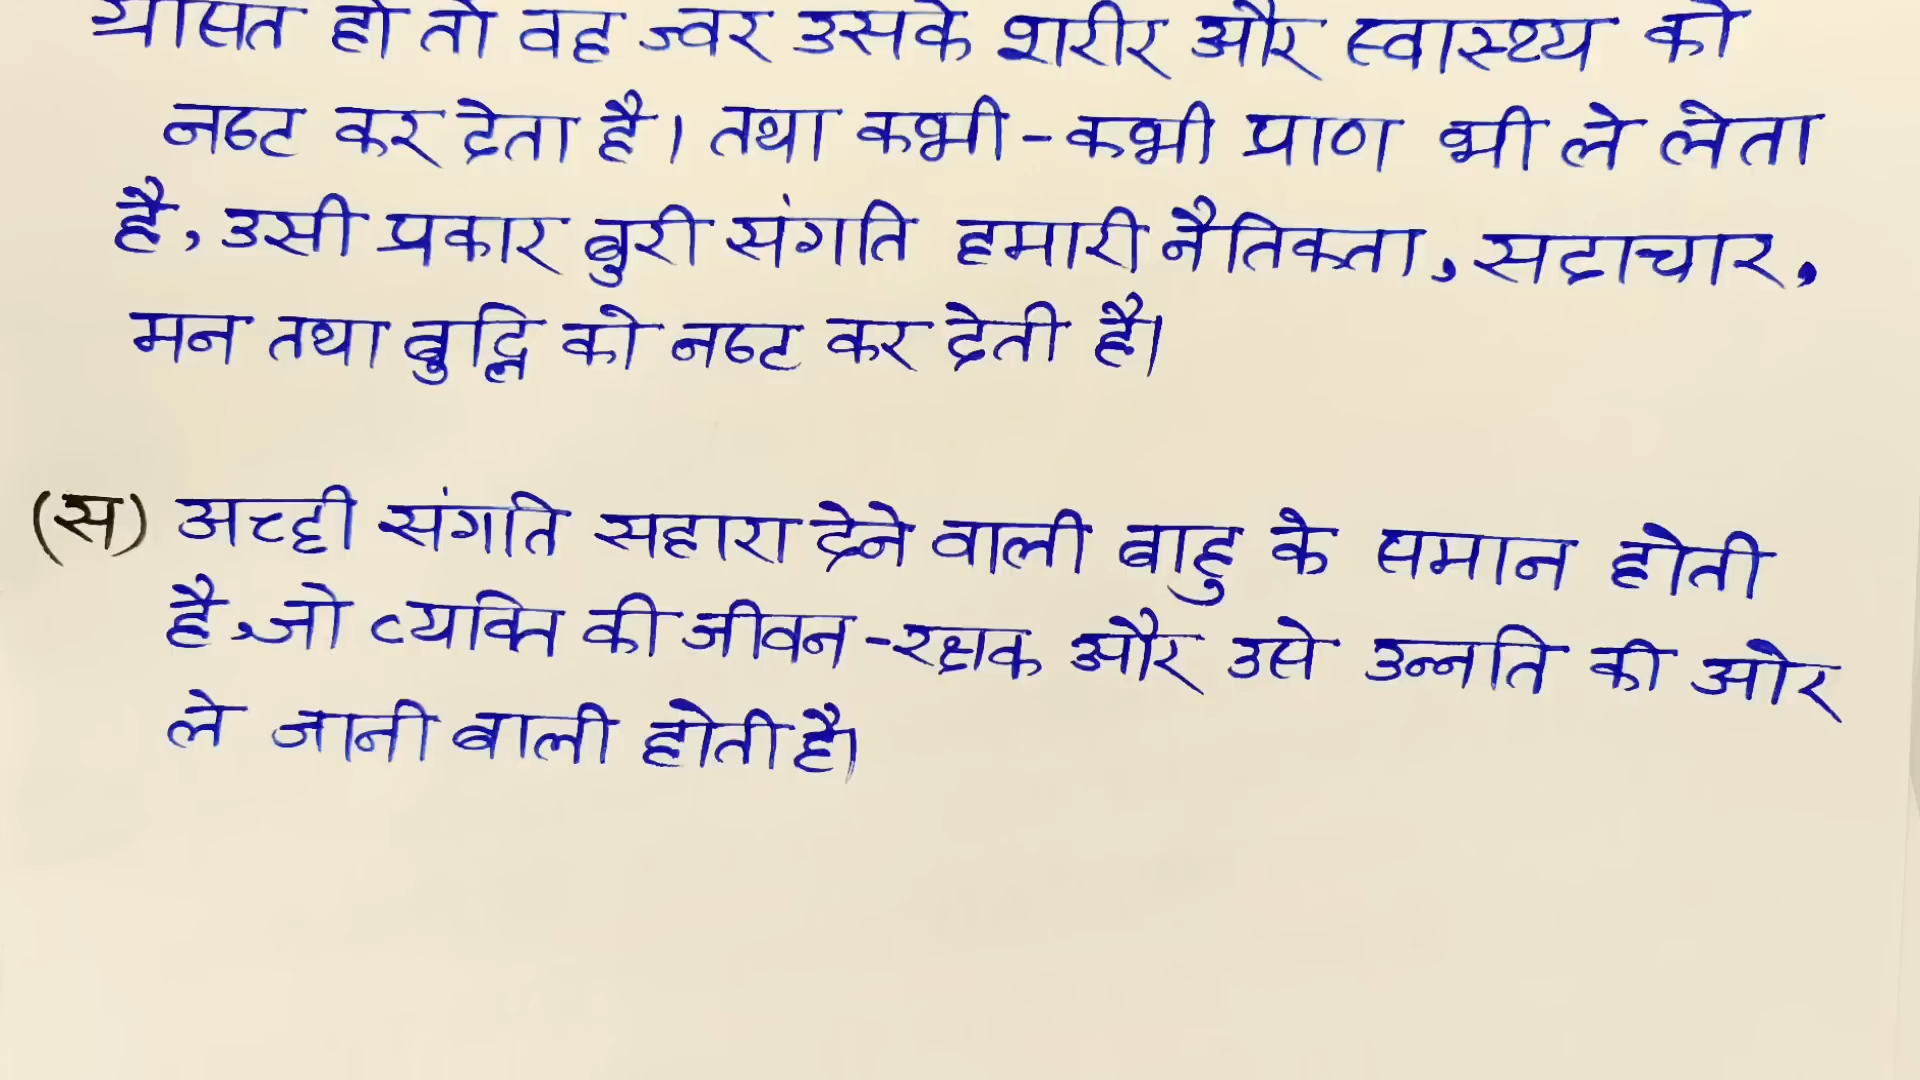 ग्रसित हो तो वह ज्वर उसके शरीर और स्वास्थ्य को
नष्ट कर देता है। तथा कभी-कभी प्राण भी ले लेता
है, उसी प्रकार बुरी संगति हमारी नैतिकता, सदाचार,
मन तथा बुद्धि को नष्ट कर देती है।
(स) अच्छी संगति सहारा देने वाली बाहु के समान होती
है, जो व्यक्ति की जीवन-रक्षक और उसे उन्नति की ओर
ले जानी बाली होती है।